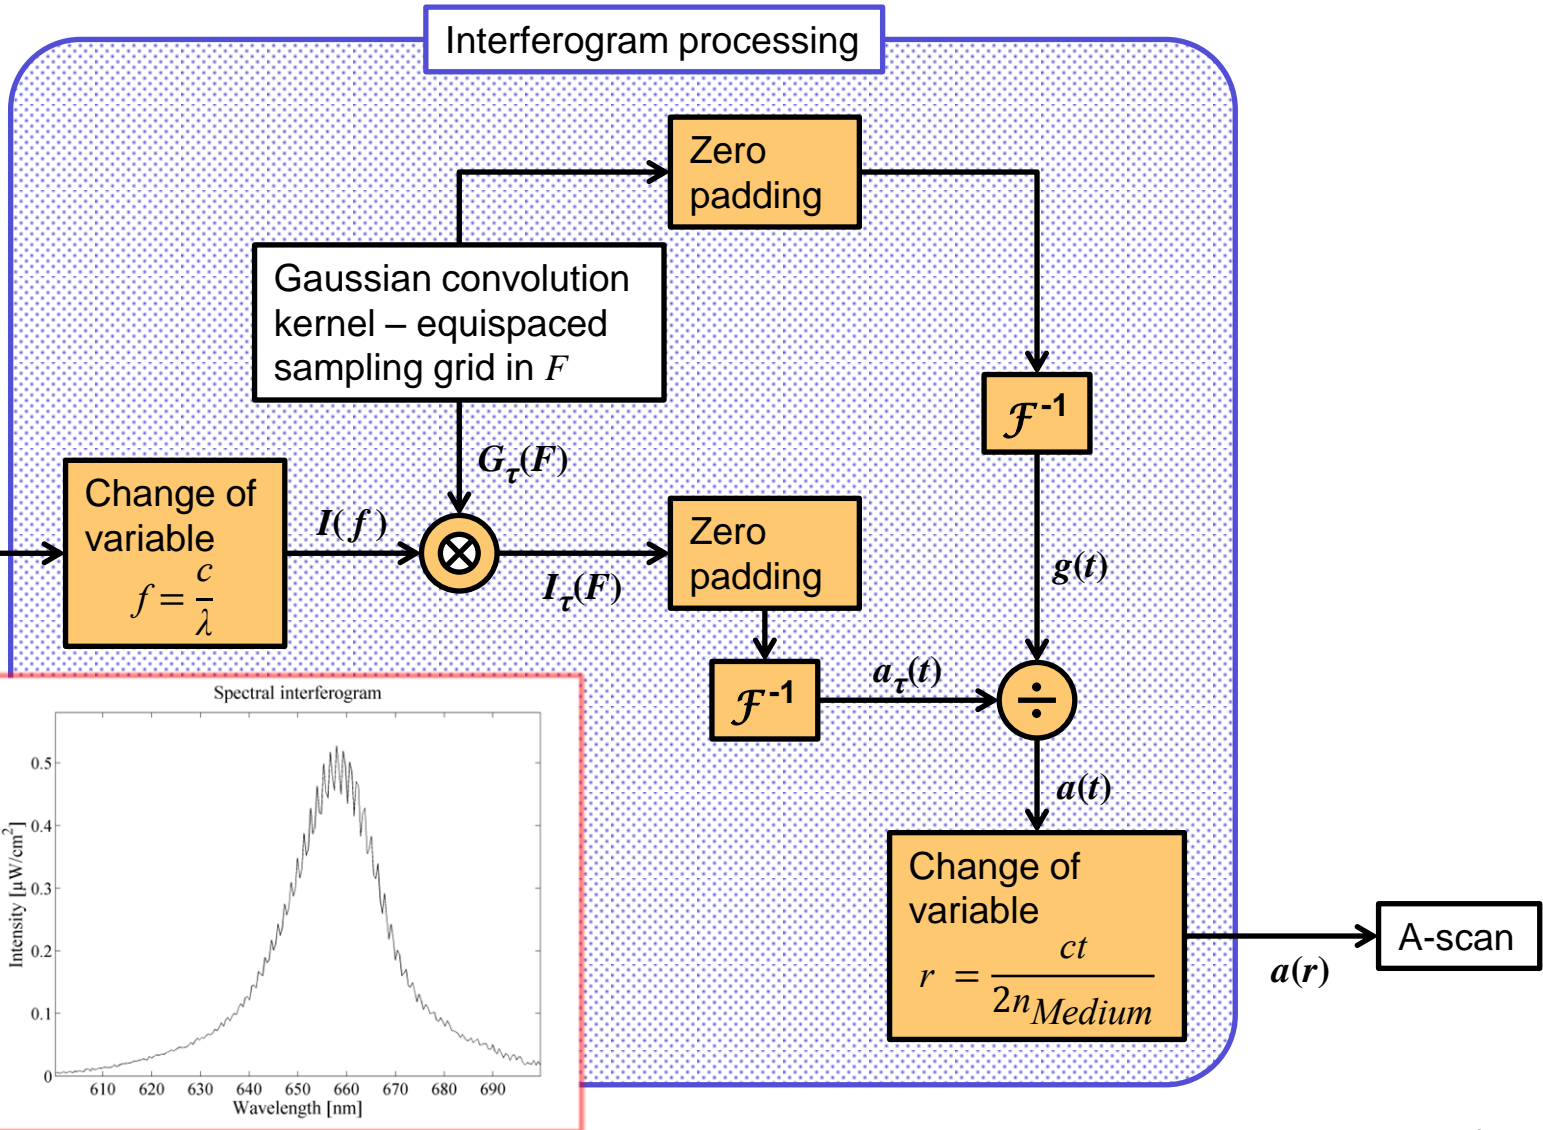 Interferogram processing
Zero
padding
Gaussian convolution
kernel – equispaced
sampling grid in F
ℱ⁻¹
G_τ(F)
Change of
variable
f = c/λ
I(f)
⊗
I_τ(F)
Zero
padding
g(t)
ℱ⁻¹
a_τ(t)
÷
a(t)
Spectral interferogram
Intensity [µW/cm²]
0.5
0.4
0.3
0.2
0.1
0
610 620 630 640 650 660 670 680 690
Wavelength [nm]
Change of
variable
r = ct/2n_Medium
a(r)
A-scan